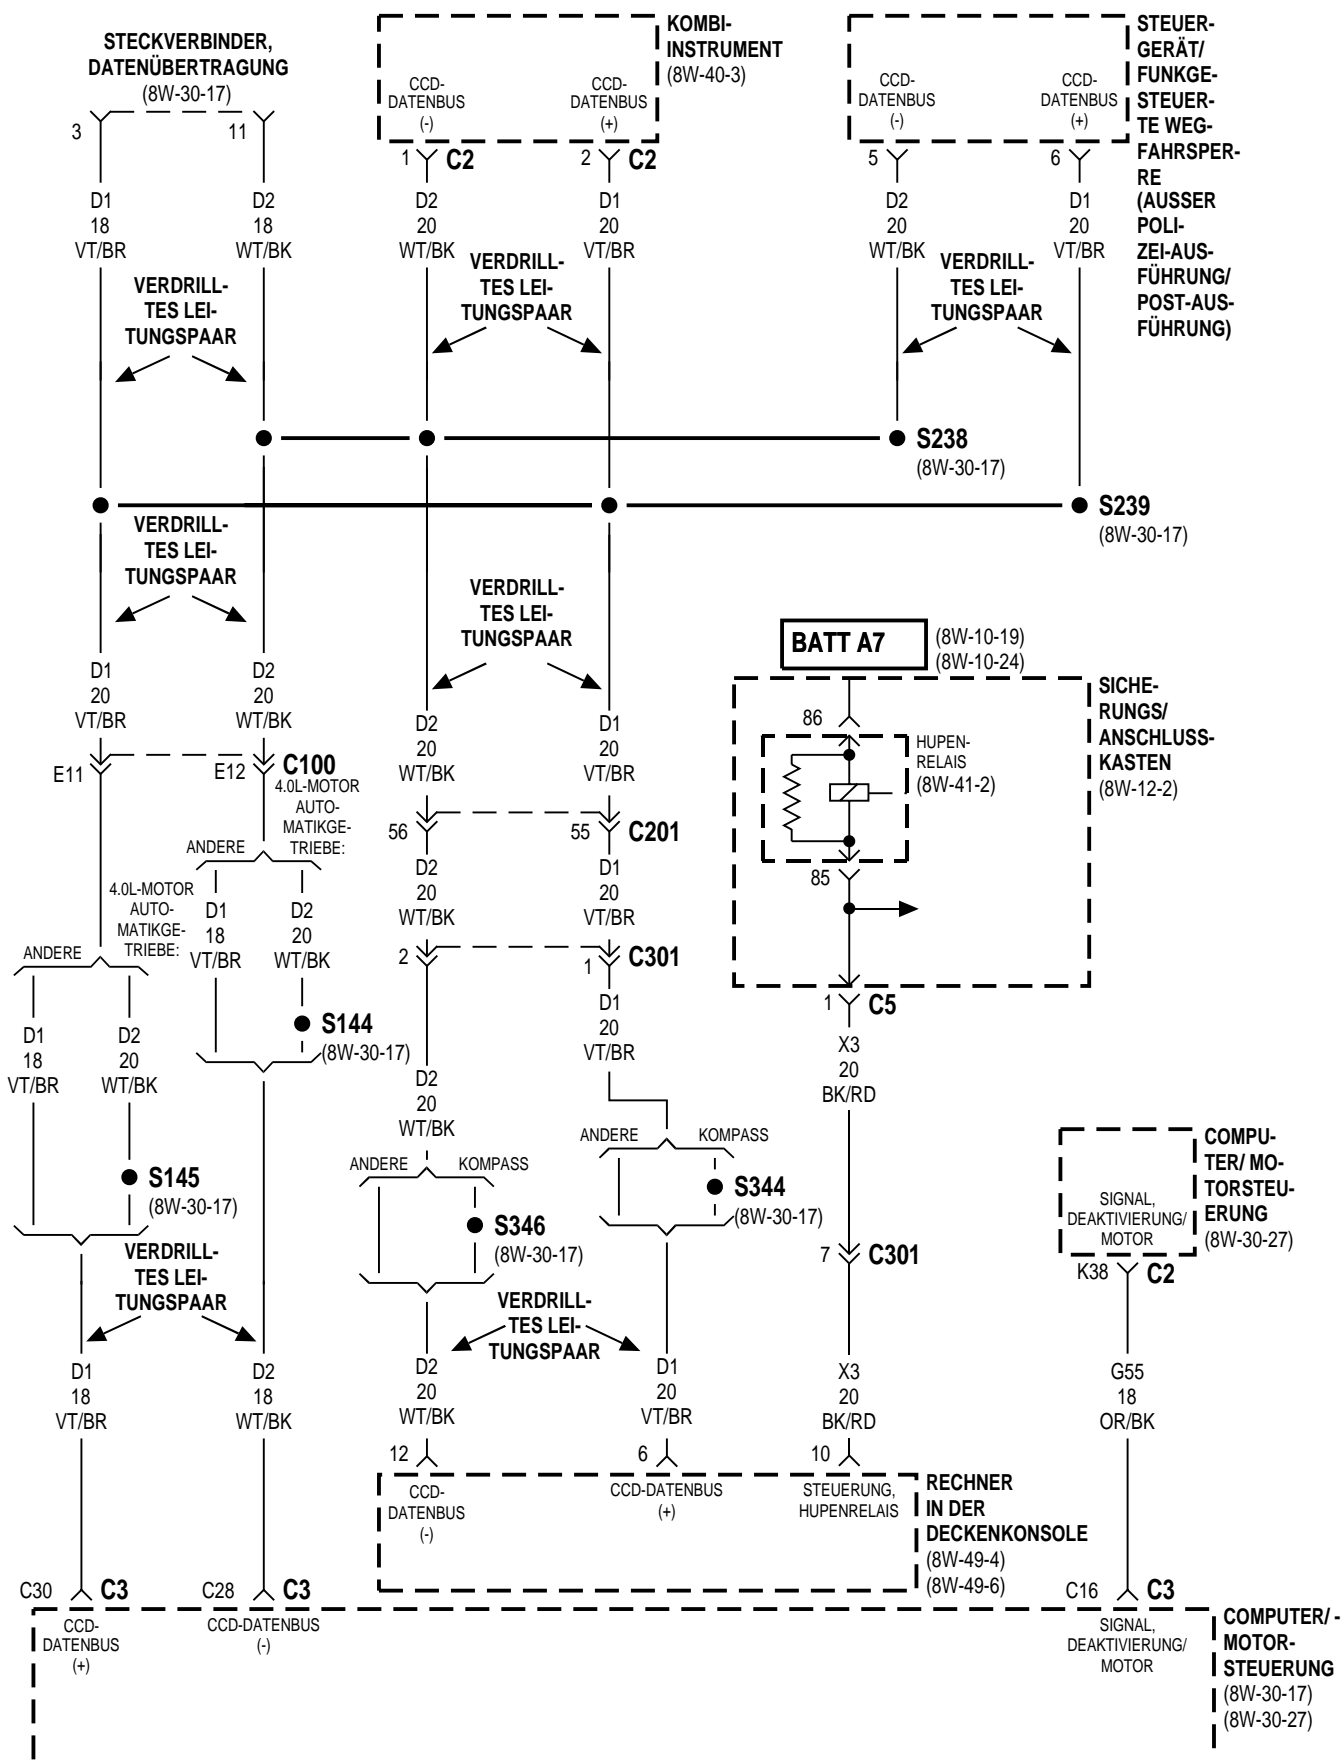 STECKVERBINDER,
DATENÜBERTRAGUNG
(8W-30-17)
3
11
D1
18
VT/BR
D2
18
WT/BK
KOMBI-
INSTRUMENT
(8W-40-3)
CCD-
DATENBUS
(-)
CCD-
DATENBUS
(+)
1
C2
2
C2
D2
20
WT/BK
D1
20
VT/BR
STEUER-
GERÄT/
FUNKGE-
STEUER-
TE WEG-
FAHRSPER-
RE
(AUSSER
POLI-
ZEI-AUS-
FÜHRUNG/
POST-AUS-
FÜHRUNG)
CCD-
DATENBUS
(-)
CCD-
DATENBUS
(+)
5
6
D2
20
WT/BK
D1
20
VT/BR
VERDRILL-
TES LEI-
TUNGSPAAR
VERDRILL-
TES LEI-
TUNGSPAAR
VERDRILL-
TES LEI-
TUNGSPAAR
S238
(8W-30-17)
S239
(8W-30-17)
VERDRILL-
TES LEI-
TUNGSPAAR
VERDRILL-
TES LEI-
TUNGSPAAR
D1
20
VT/BR
D2
20
WT/BK
E11
E12
C100
4.0L-MOTOR
AUTO-
MATIKGE-
TRIEBE:
ANDERE
D1
18
VT/BR
D2
20
WT/BK
S144
(8W-30-17)
4.0L-MOTOR
AUTO-
MATIKGE-
TRIEBE:
ANDERE
D1
18
VT/BR
D2
20
WT/BK
S145
(8W-30-17)
VERDRILL-
TES LEI-
TUNGSPAAR
D1
18
VT/BR
D2
18
WT/BK
D2
20
WT/BK
D1
20
VT/BR
56
55
C201
D2
20
WT/BK
D1
20
VT/BR
2
1
C301
D1
20
VT/BR
D2
20
WT/BK
ANDERE
KOMPASS
S346
(8W-30-17)
ANDERE
KOMPASS
S344
(8W-30-17)
VERDRILL-
TES LEI-
TUNGSPAAR
D2
20
WT/BK
D1
20
VT/BR
BATT A7
(8W-10-19)
(8W-10-24)
SICHE-
RUNGS/
ANSCHLUSS-
KASTEN
(8W-12-2)
86
HUPEN-
RELAIS
(8W-41-2)
85
1
C5
X3
20
BK/RD
7
C301
X3
20
BK/RD
COMPU-
TER/ MO-
TORSTEU-
ERUNG
(8W-30-27)
SIGNAL,
DEAKTIVIERUNG/
MOTOR
K38
C2
G55
18
OR/BK
12
6
10
CCD-
DATENBUS
(-)
CCD-DATENBUS
(+)
STEUERUNG,
HUPENRELAIS
RECHNER
IN DER
DECKENKONSOLE
(8W-49-4)
(8W-49-6)
C30
C3
C28
C3
C16
C3
CCD-
DATENBUS
(+)
CCD-DATENBUS
(-)
SIGNAL,
DEAKTIVIERUNG/
MOTOR
COMPUTER/ -
MOTOR-
STEUERUNG
(8W-30-17)
(8W-30-27)